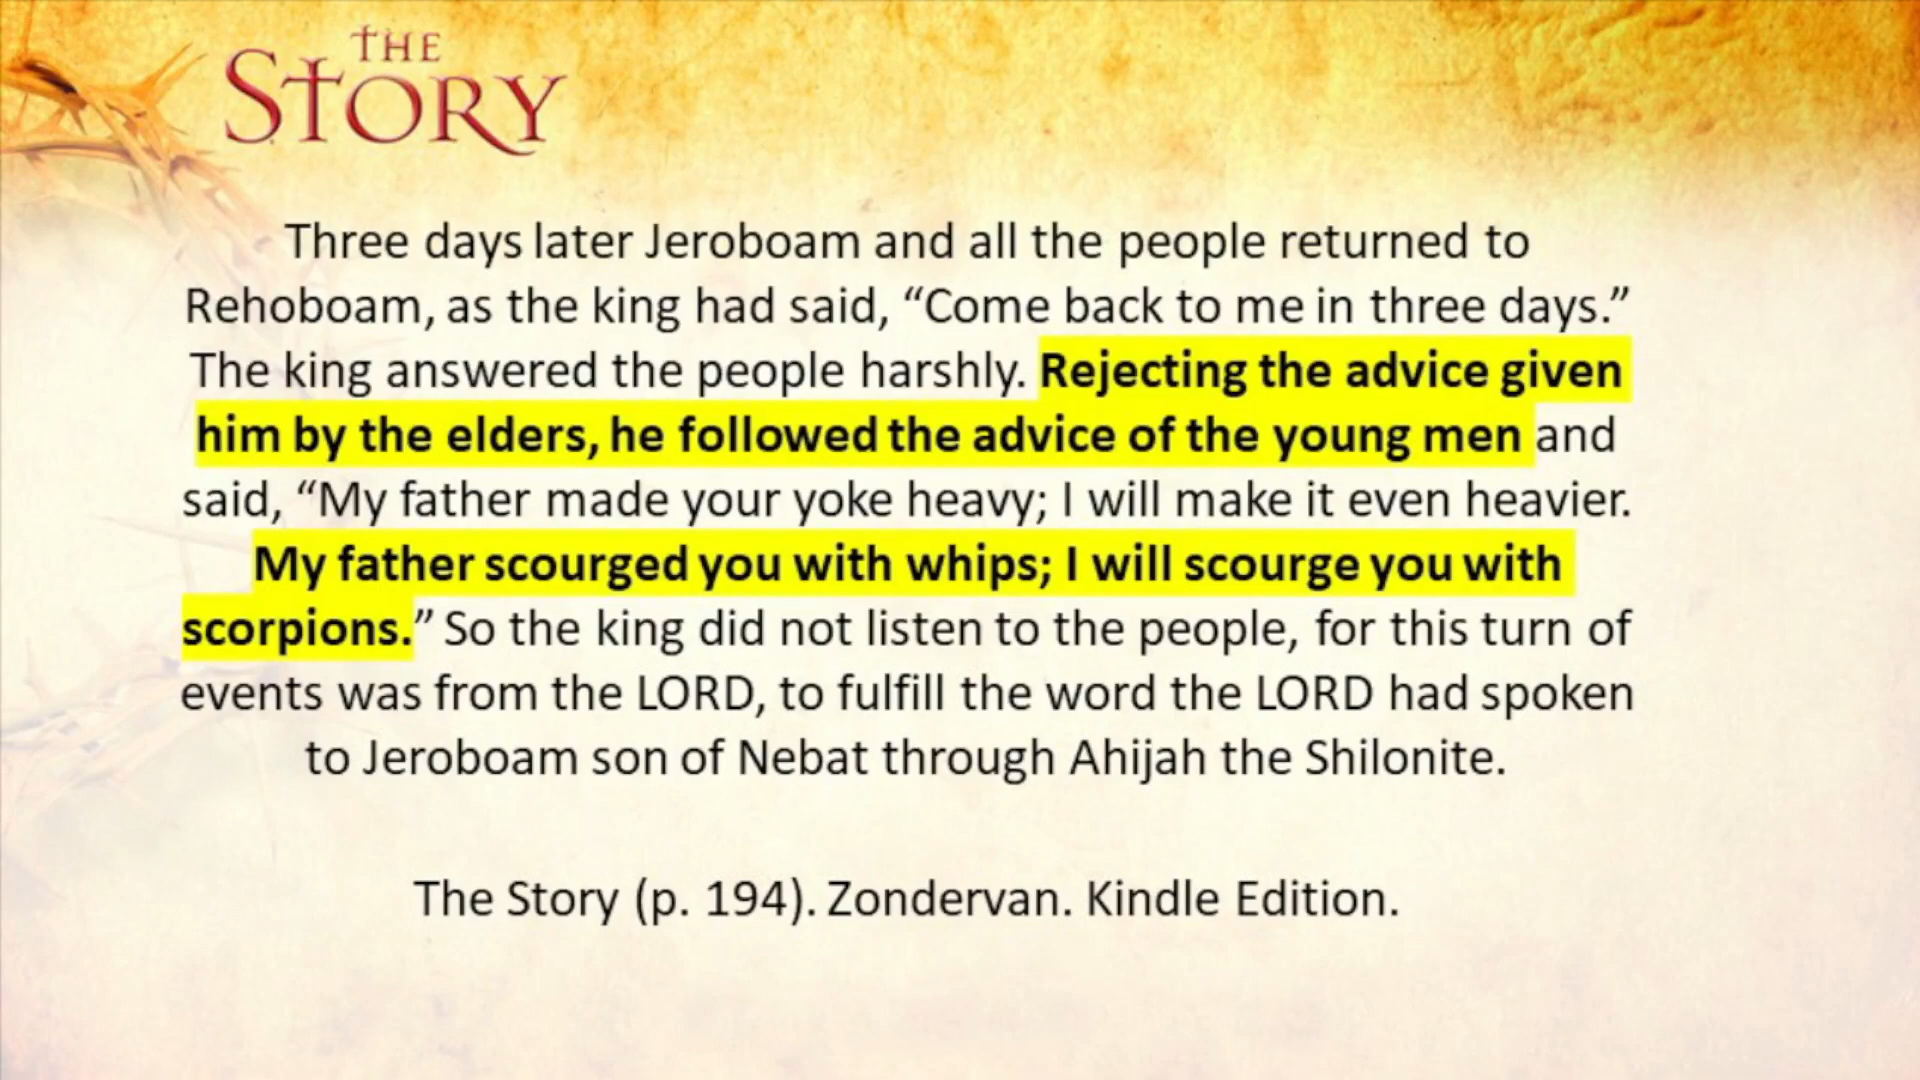 THE
STORY
Three days later Jeroboam and all the people returned to
Rehoboam, as the king had said, “Come back to me in three days.”
The king answered the people harshly. Rejecting the advice given
him by the elders, he followed the advice of the young men and
said, “My father made your yoke heavy; I will make it even heavier.
My father scourged you with whips; I will scourge you with
scorpions.” So the king did not listen to the people, for this turn of
events was from the LORD, to fulfill the word the LORD had spoken
to Jeroboam son of Nebat through Ahijah the Shilonite.
The Story (p. 194). Zondervan. Kindle Edition.